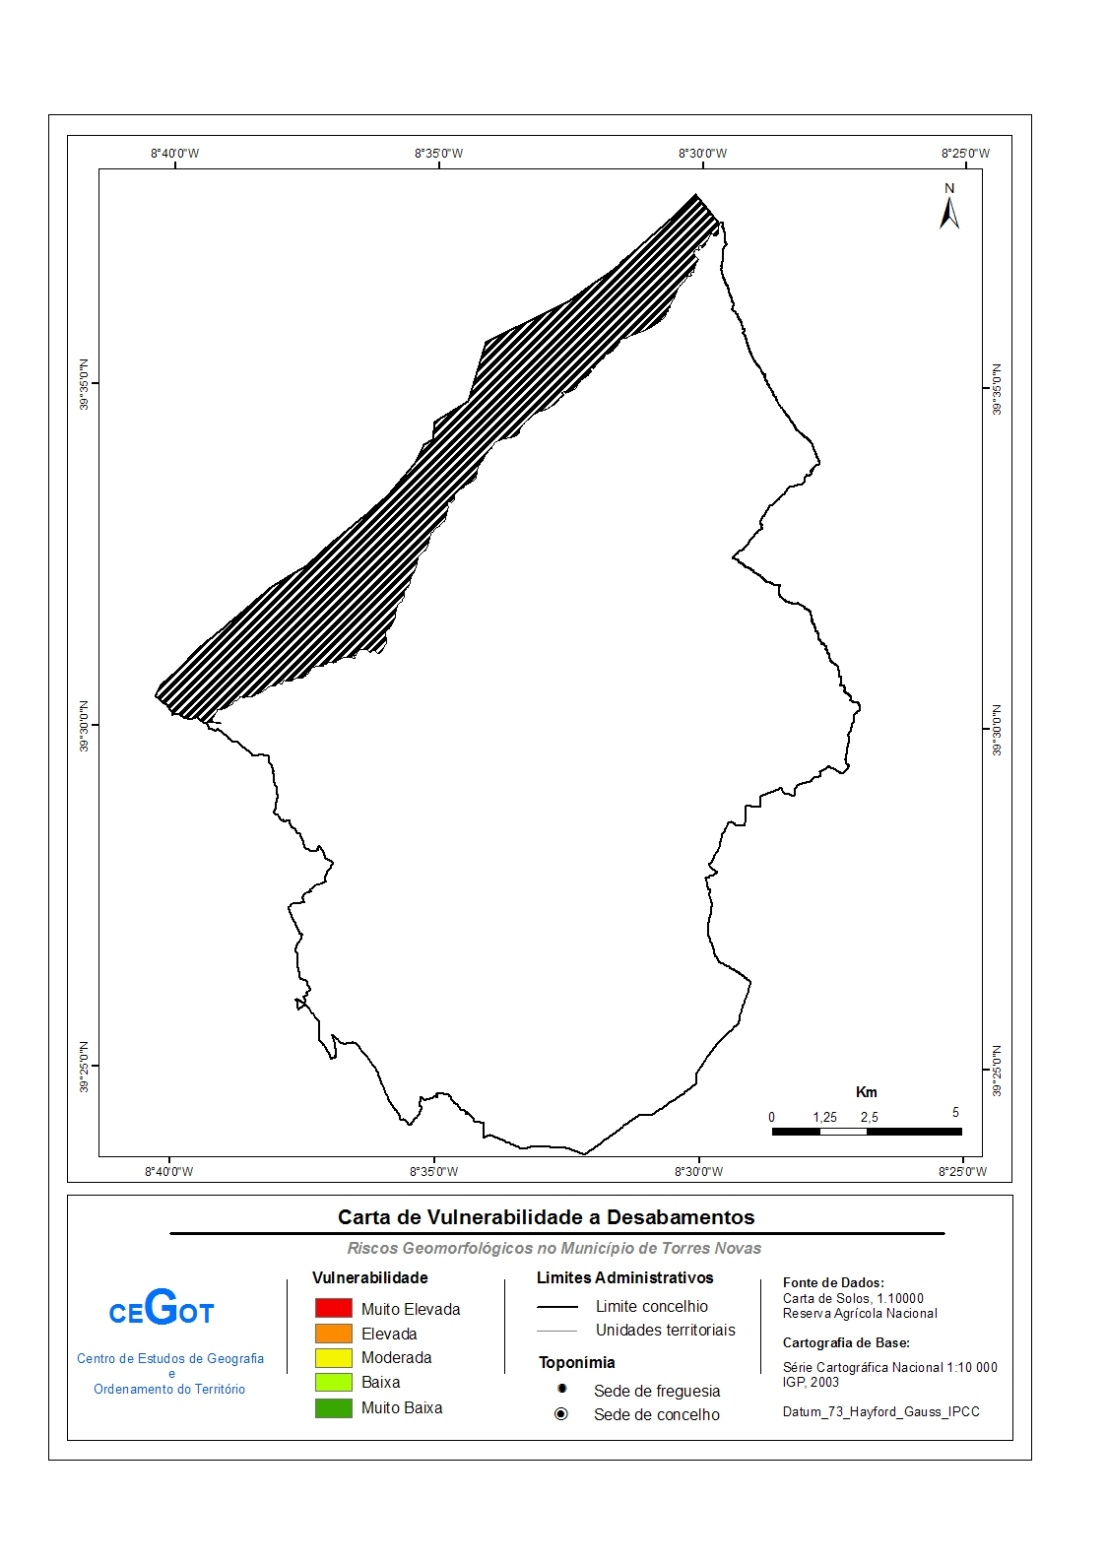 8°40'0"W 8°35'0"W 8°30'0"W 8°25'0"W
N
39°35'0"N 39°35'0"N
39°30'0"N 39°30'0"N
39°25'0"N 39°25'0"N
Km
0 1,25 2,5 5
8°40'0"W 8°35'0"W 8°30'0"W 8°25'0"W
Carta de Vulnerabilidade a Desabamentos
Riscos Geomorfológicos no Município de Torres Novas
CEGOT
Centro de Estudos de Geografia
e
Ordenamento do Território
Vulnerabilidade
Muito Elevada
Elevada
Moderada
Baixa
Muito Baixa
Limites Administrativos
Limite concelhio
Unidades territoriais
Toponímia
Sede de freguesia
Sede de concelho
Fonte de Dados:
Carta de Solos, 1.10000
Reserva Agrícola Nacional
Cartografia de Base:
Série Cartográfica Nacional 1:10 000
IGP, 2003
Datum_73_Hayford_Gauss_IPCC